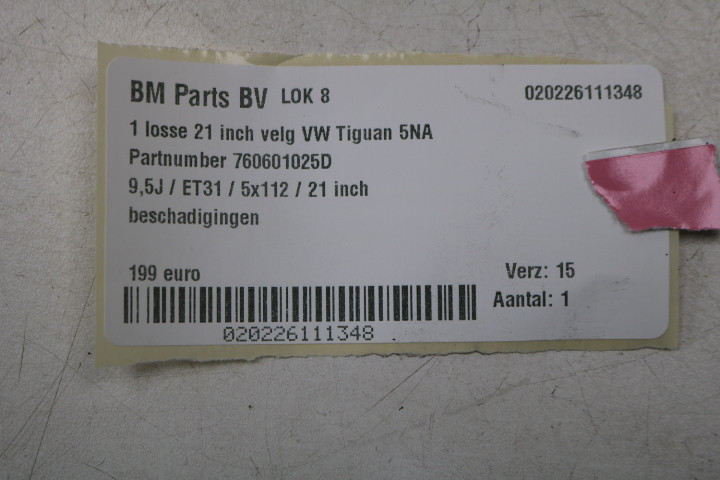 BM Parts BV LOK 8 020226111348
1 losse 21 inch velg VW Tiguan 5NA
Partnumber 760601025D
9,5J / ET31 / 5x112 / 21 inch
beschadigingen
199 euro Verz: 15
Aantal: 1
020226111348